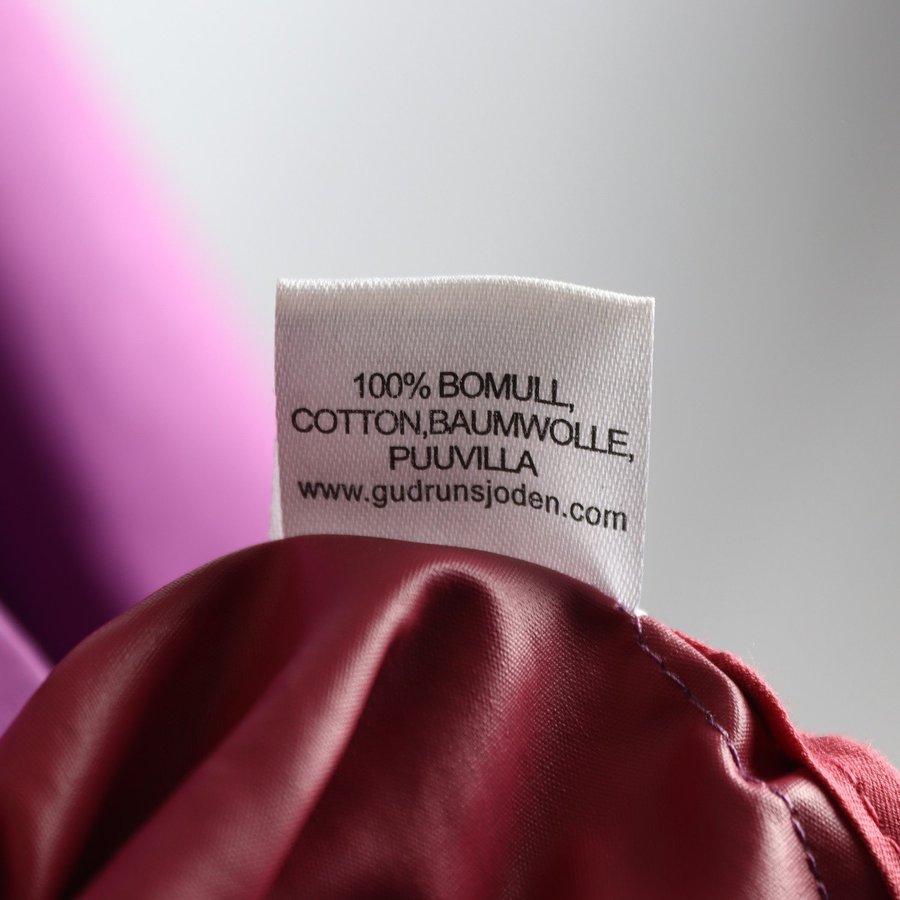 100% BOMULL,
COTTON,BAUMWOLLE,
PUUVILLA
www.gudrunsjoden.com